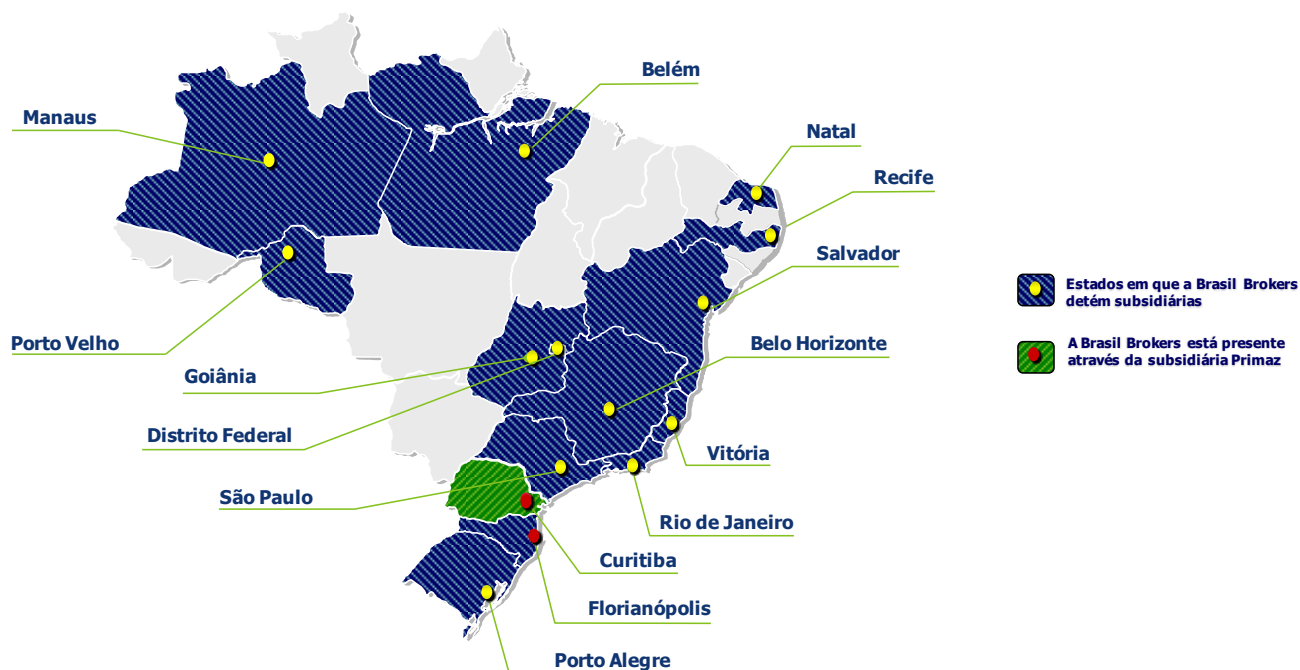 Belém
Manaus
Natal
Recife
Salvador
Estados em que a Brasil Brokers
detém subsidiárias
Porto Velho
Belo Horizonte
A Brasil Brokers está presente
através da subsidiária Primaz
Goiânia
Distrito Federal
Vitória
São Paulo
Rio de Janeiro
Curitiba
Florianópolis
Porto Alegre